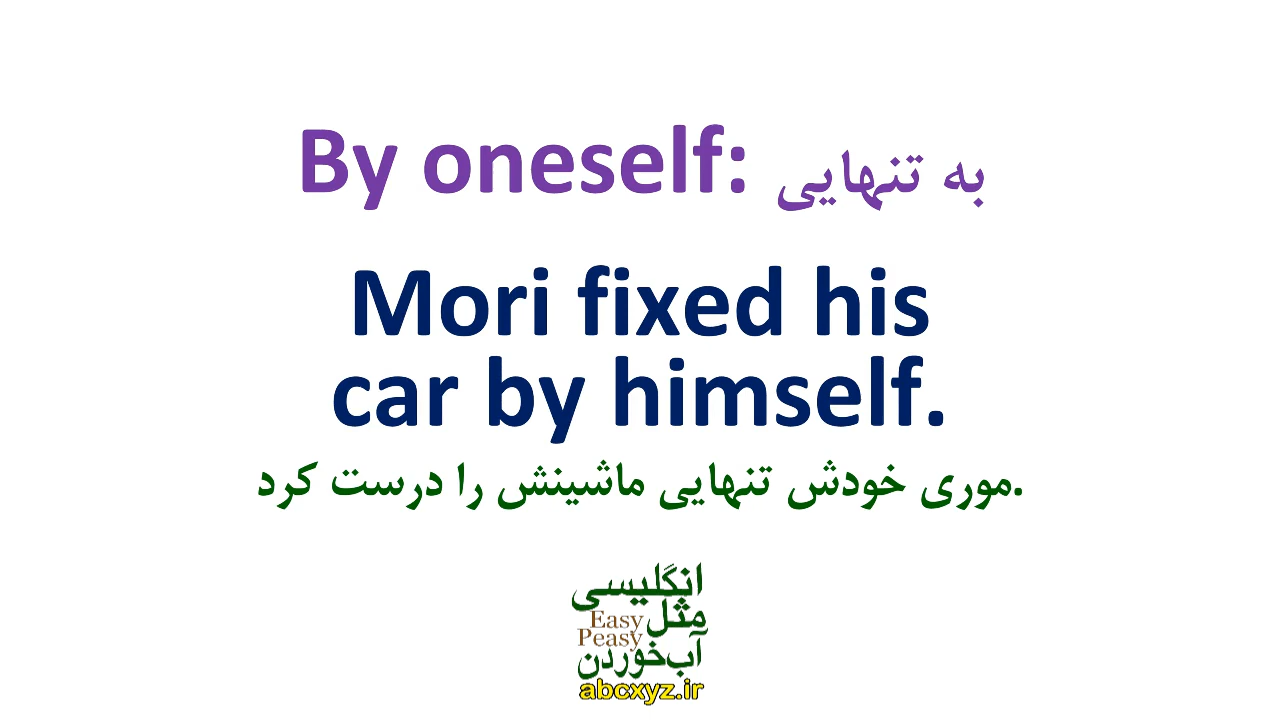 By oneself: به تنهایی
Mori fixed his
car by himself.
موری خودش تنهایی ماشینش را درست کرد.
انگلیسی
مثل
Easy
Peasy
آب‌خوردن
abcxyz.ir